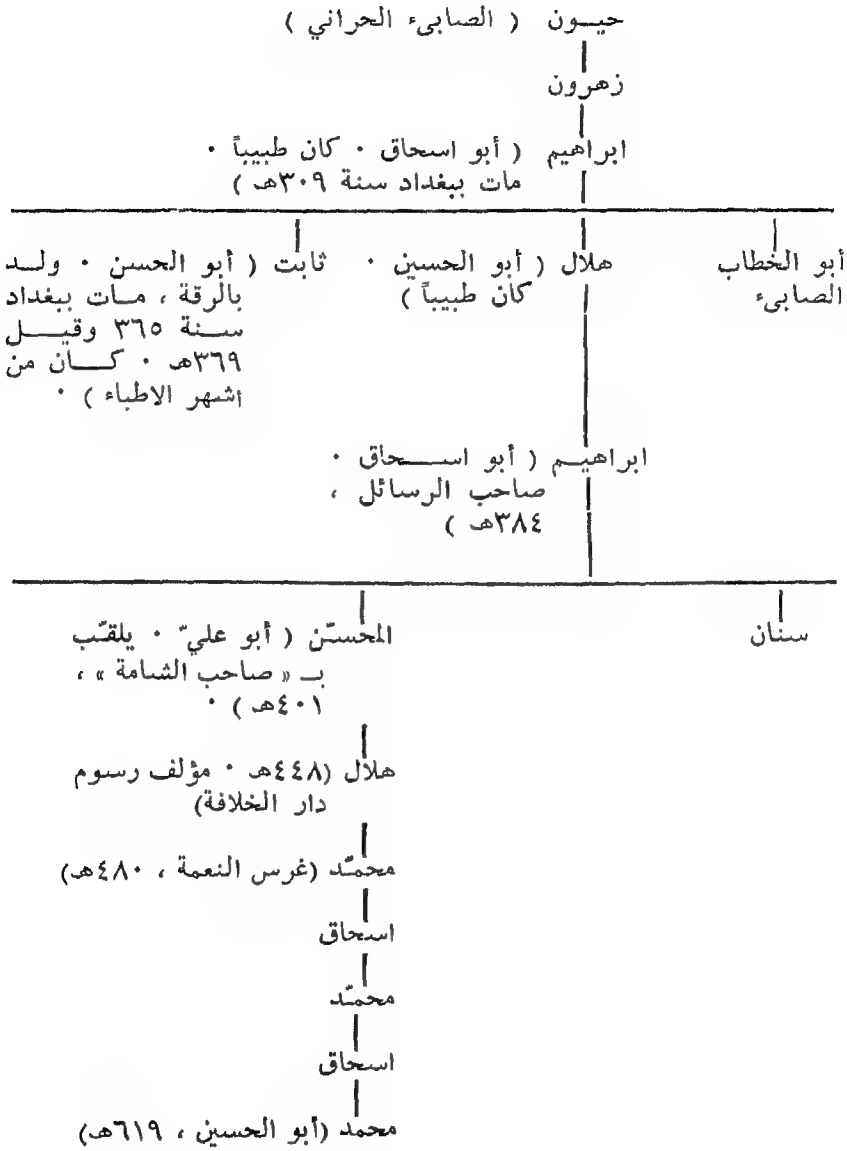 حيون ( الصابىء الحراني )
زهرون
ابراهيم ( أبو اسحاق · كان طبيباً ·
مات ببغداد سنة ٣٠٩هـ )
أبو الخطاب
الصابىء
هلال ( أبو الحسين ·
كان طبيباً )
ثابت ( أبو الحسن · ولد
بالرقة ، مات ببغداد
سنة ٣٦٥ وقيل
٣٦٩هـ · كان من
اشهر الاطباء ) ·
ابراهيم ( أبو اسحاق ·
صاحب الرسائل ،
٣٨٤هـ )
سنان
المحسّن ( أبو عليّ · يلقّب
بـ « صاحب الشامة » ،
٤٠١هـ ) ·
هلال (٤٤٨هـ · مؤلف رسوم
دار الخلافة)
محمّد (غرس النعمة ، ٤٨٠هـ)
اسحاق
محمّد
اسحاق
محمد (أبو الحسين ، ٦١٩هـ)